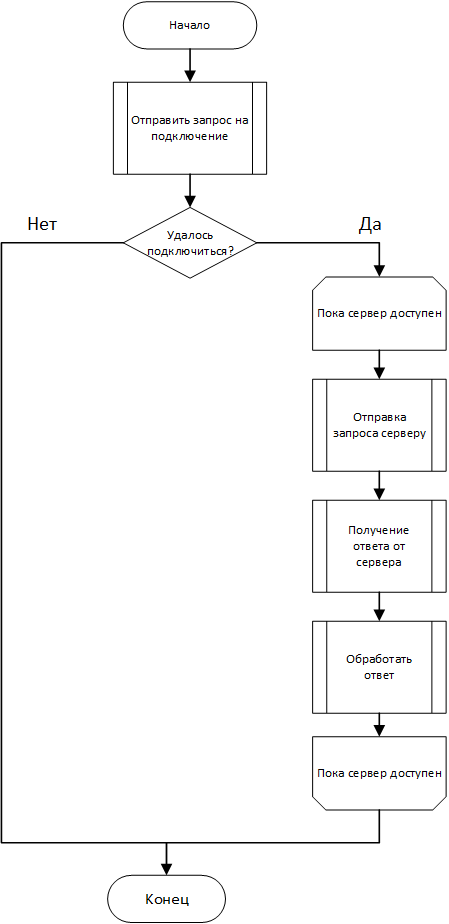 Начало
Отправить запрос на
подключение
Нет
Да
Удалось
подключиться?
Пока сервер доступен
Отправка
запроса серверу
Получение
ответа от
сервера
Обработать
ответ
Пока сервер доступен
Конец